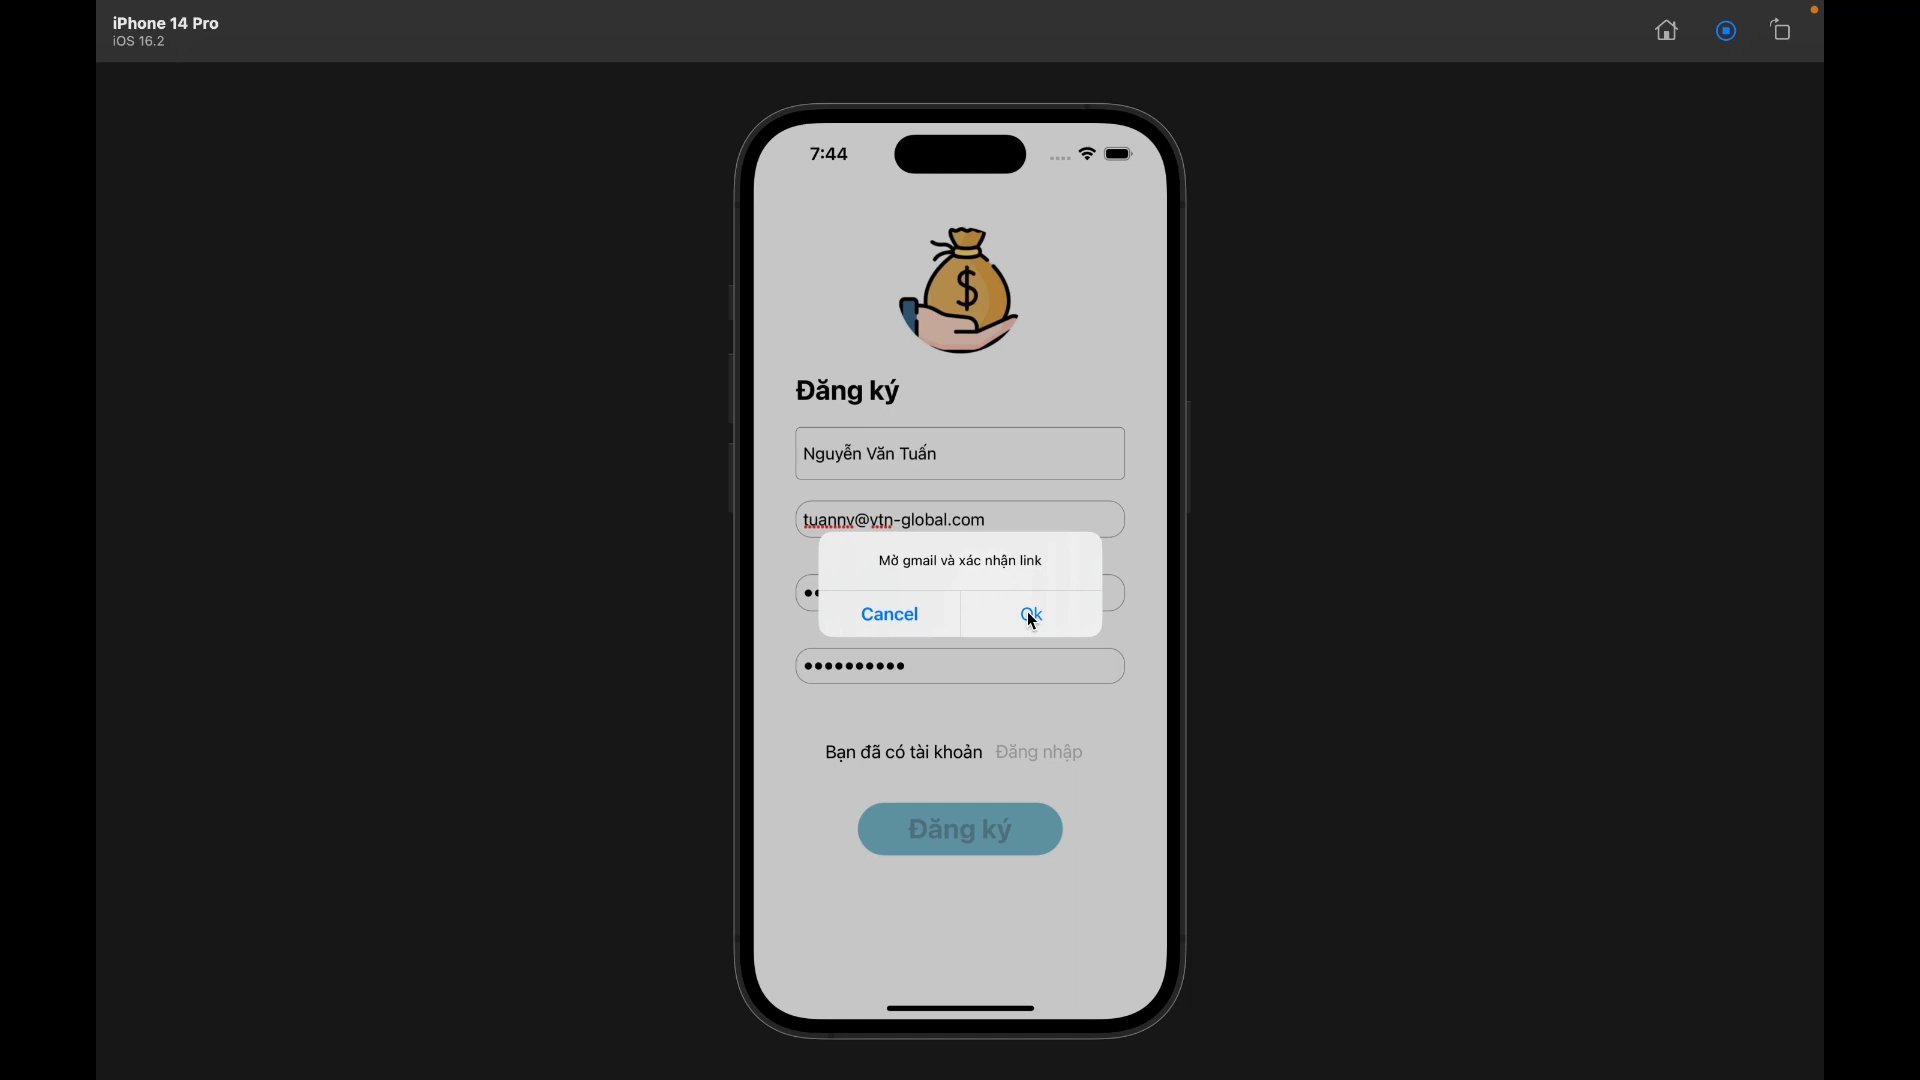 iPhone 14 Pro
iOS 16.2
7:44
$
Đăng ký
Nguyễn Văn Tuấn
tuannv@vtn-global.com
Mở gmail và xác nhận link
Cancel
Ok
Bạn đã có tài khoản Đăng nhập
Đăng ký